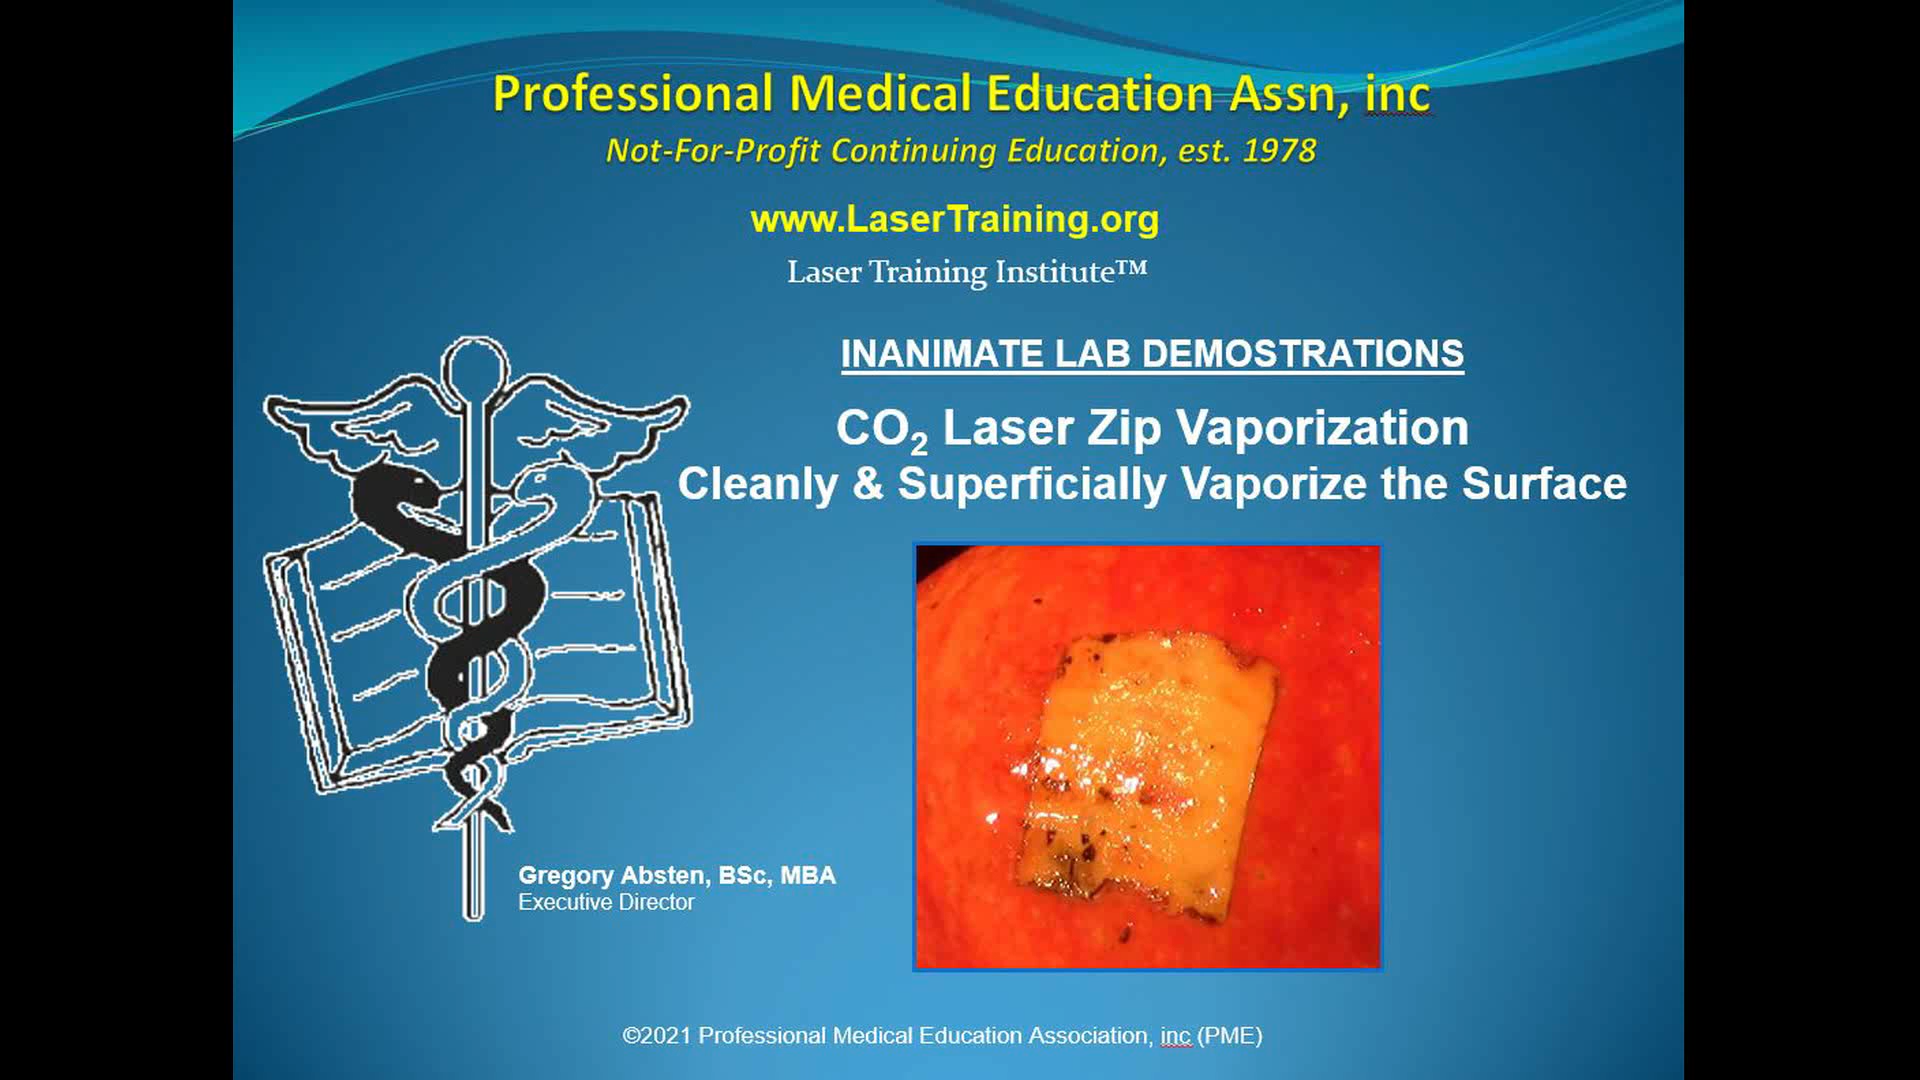 Professional Medical Education Assn, inc
Not-For-Profit Continuing Education, est. 1978
www.LaserTraining.org
Laser Training Institute™
INANIMATE LAB DEMOSTRATIONS
CO₂ Laser Zip Vaporization
Cleanly & Superficially Vaporize the Surface
Gregory Absten, BSc, MBA
Executive Director
©2021 Professional Medical Education Association, inc (PME)